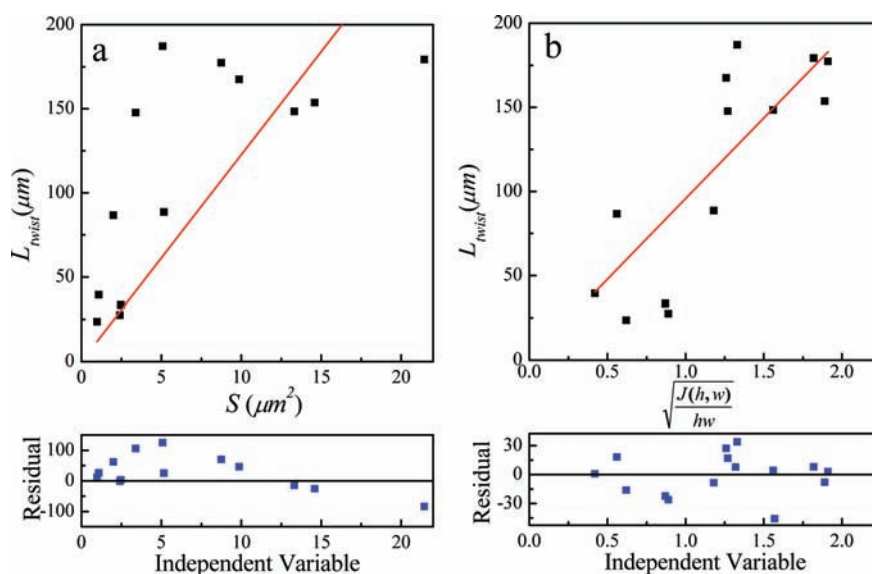 a
200
150
100
50
0
L_twist(μm)
0 5 10 15 20
S (μm²)
100
0
-100
Residual
0 5 10 15 20
Independent Variable
b
200
150
100
50
0
L_twist(μm)
0.0 0.5 1.0 1.5 2.0
√(J(h,w)/hw)
30
0
-30
Residual
0.0 0.5 1.0 1.5 2.0
Independent Variable